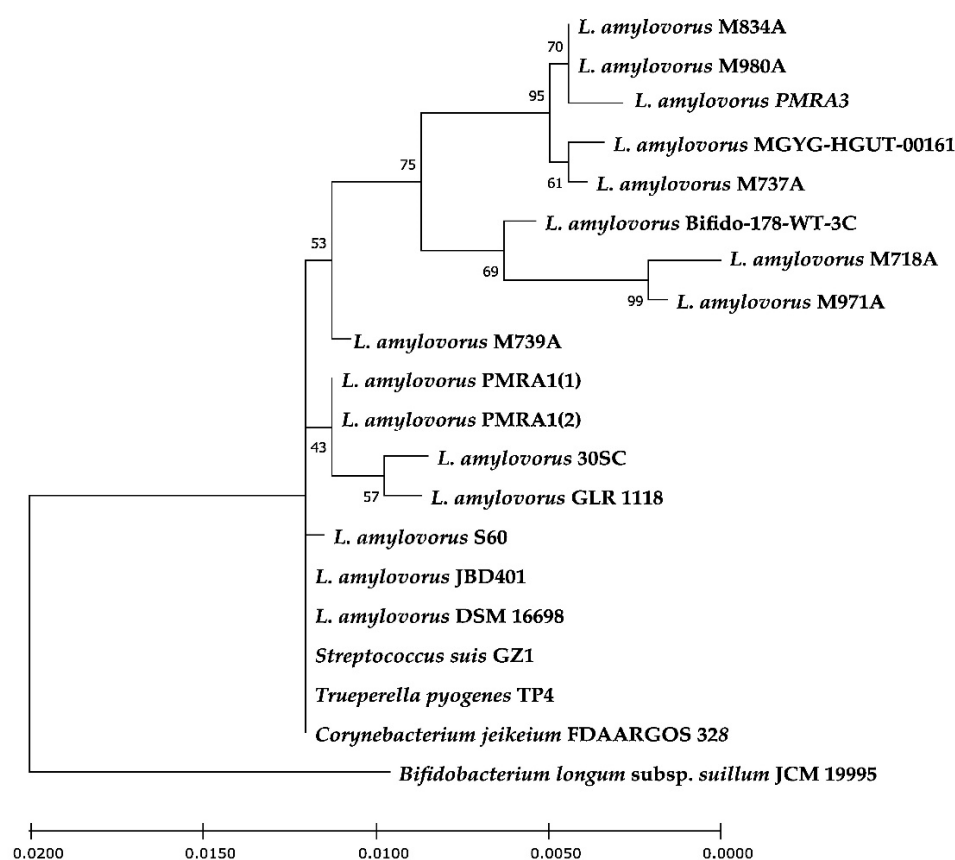 L. amylovorus M834A
70
L. amylovorus M980A
95
L. amylovorus PMRA3
L. amylovorus MGYG-HGUT-00161
75
61
L. amylovorus M737A
L. amylovorus Bifido-178-WT-3C
53
L. amylovorus M718A
69
99
L. amylovorus M971A
L. amylovorus M739A
L. amylovorus PMRA1(1)
L. amylovorus PMRA1(2)
43
L. amylovorus 30SC
57
L. amylovorus GLR 1118
L. amylovorus S60
L. amylovorus JBD401
L. amylovorus DSM 16698
Streptococcus suis GZ1
Trueperella pyogenes TP4
Corynebacterium jeikeium FDAARGOS 328
Bifidobacterium longum subsp. suillum JCM 19995
0.0200 0.0150 0.0100 0.0050 0.0000